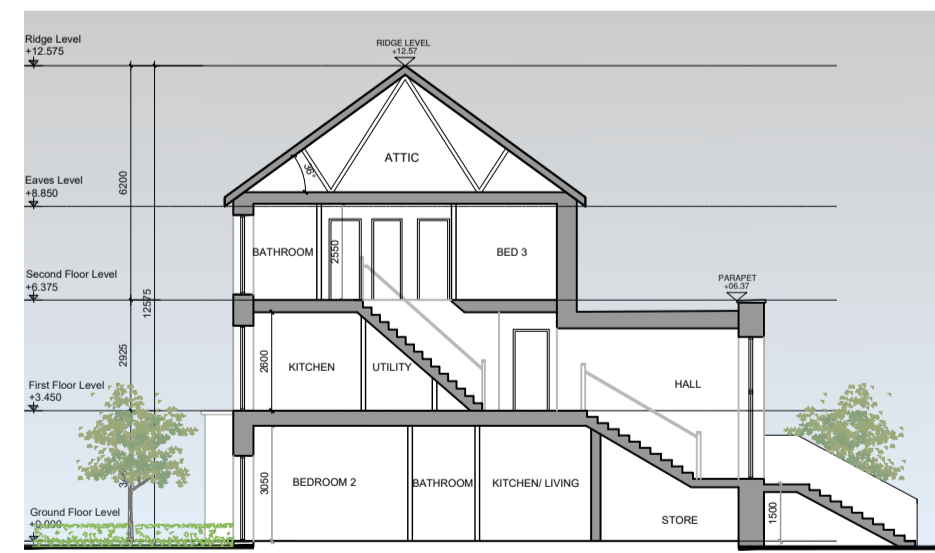 Ridge Level
+12.575
RIDGE LEVEL
+12.57
ATTIC
36°
6200
Eaves Level
+8.850
BATHROOM
2550
BED 3
Second Floor Level
+6.375
PARAPET
+06.37
12575
2925
2600
KITCHEN
UTILITY
HALL
First Floor Level
+3.450
3050
BEDROOM 2
BATHROOM
KITCHEN/ LIVING
STORE
1500
Ground Floor Level
+0.000